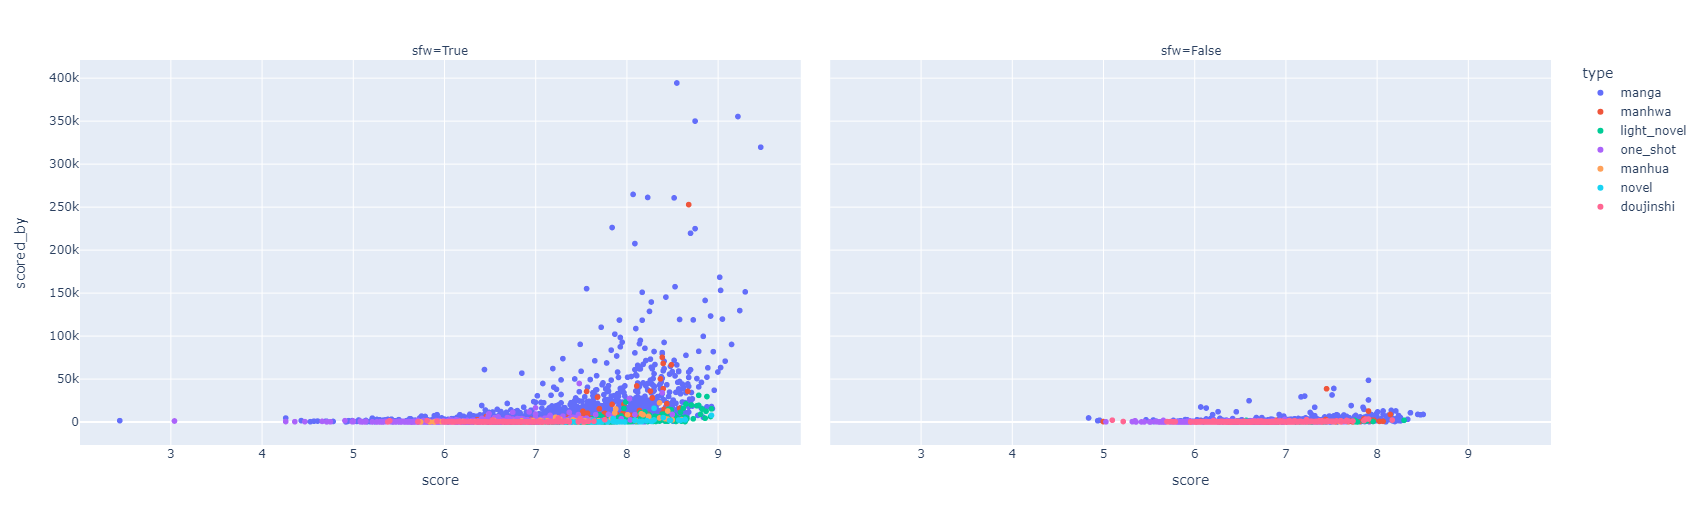 sfw=True
sfw=False
type
manga
manhwa
light_novel
one_shot
manhua
novel
doujinshi
scored_by
400k
350k
300k
250k
200k
150k
100k
50k
0
3 4 5 6 7 8 9
3 4 5 6 7 8 9
score
score